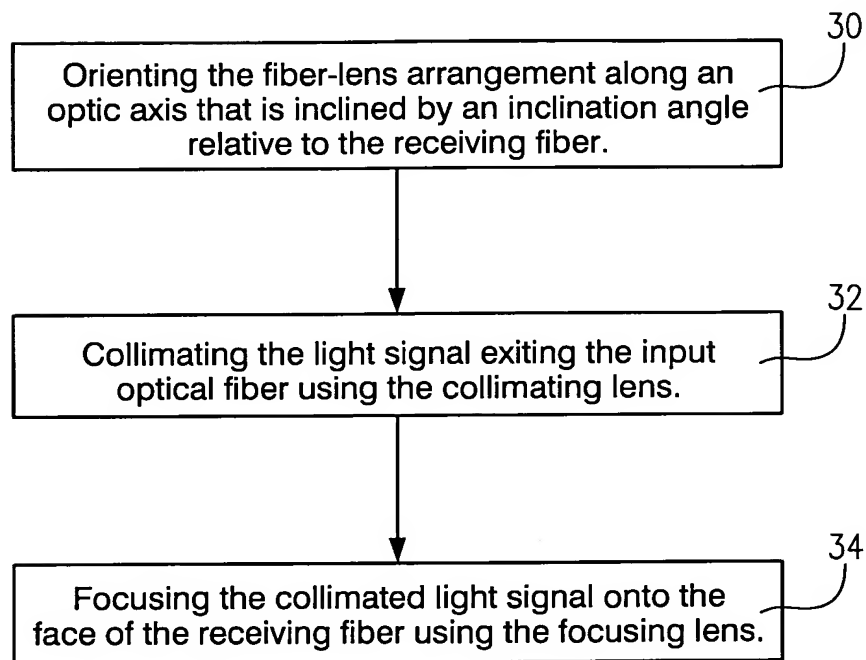 30
Orienting the fiber-lens arrangement along an
optic axis that is inclined by an inclination angle
relative to the receiving fiber.
32
Collimating the light signal exiting the input
optical fiber using the collimating lens.
34
Focusing the collimated light signal onto the
face of the receiving fiber using the focusing lens.